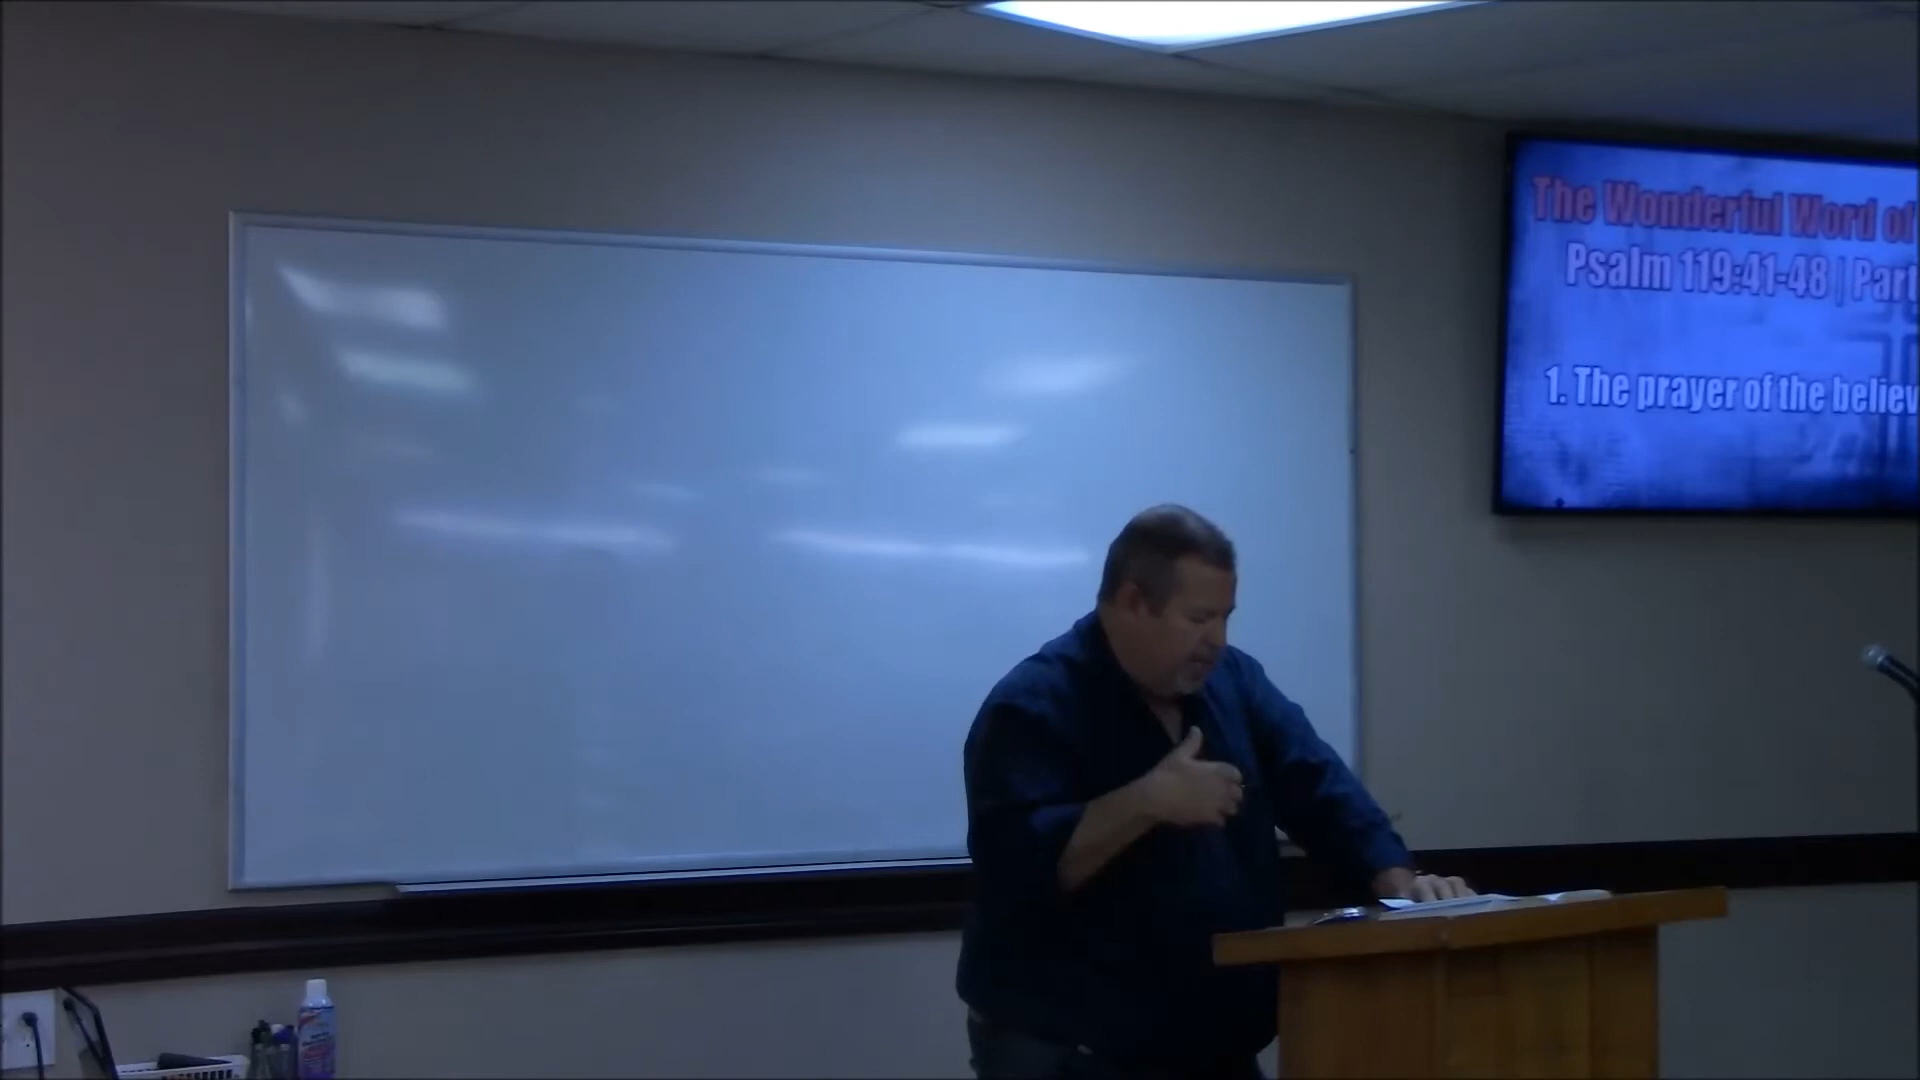 The Wonderful Word of
Psalm 119:41-48 | Part
1. The prayer of the believ